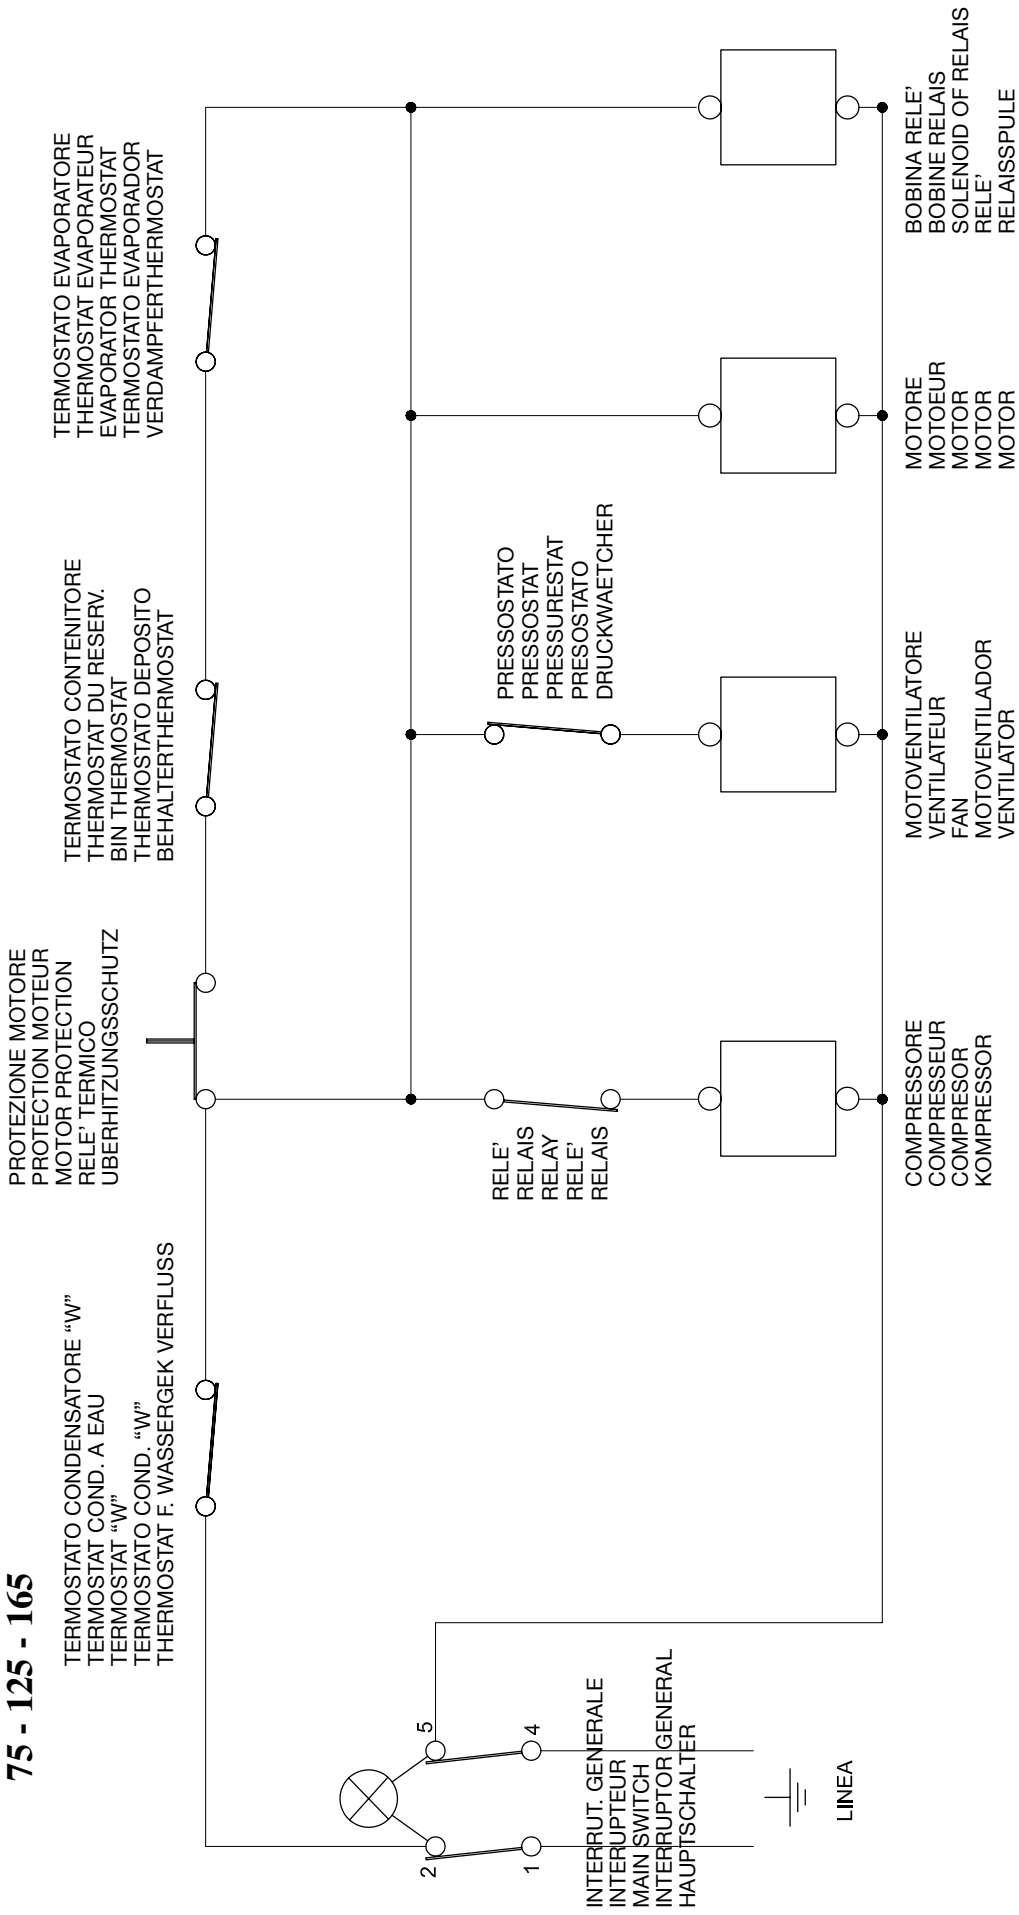 75 - 125 - 165
TERMOSTATO CONDENSATORE “W”
TERMOSTAT COND. A EAU
TERMOSTAT “W”
TERMOSTATO COND. “W”
THERMOSTAT F. WASSERGEK VERFLUSS
PROTEZIONE MOTORE
PROTECTION MOTEUR
MOTOR PROTECTION
RELE' TERMICO
UBERHITZUNGSSCHUTZ
TERMOSTATO CONTENITORE
THERMOSTAT DU RESERV.
BIN THERMOSTAT
THERMOSTATO DEPOSITO
BEHALTERTHERMOSTAT
TERMOSTATO EVAPORATORE
THERMOSTAT EVAPORATEUR
EVAPORATOR THERMOSTAT
TERMOSTATO EVAPORADOR
VERDAMPFERTHERMOSTAT
2
5
1
4
INTERRUT. GENERALE
INTERUPTEUR
MAIN SWITCH
INTERRUPTOR GENERAL
HAUPTSCHALTER
LINEA
RELE'
RELAIS
RELAY
RELE'
RELAIS
PRESSOSTATO
PRESSOSTAT
PRESSURESTAT
PRESOSTATO
DRUCKWAETCHER
COMPRESSORE
COMPRESSEUR
COMPRESOR
KOMPRESSOR
MOTOVENTILATORE
VENTILATEUR
FAN
MOTOVENTILADOR
VENTILATOR
MOTORE
MOTOEUR
MOTOR
MOTOR
MOTOR
BOBINA RELE'
BOBINE RELAIS
SOLENOID OF RELAIS
RELE'
RELAISSPULE